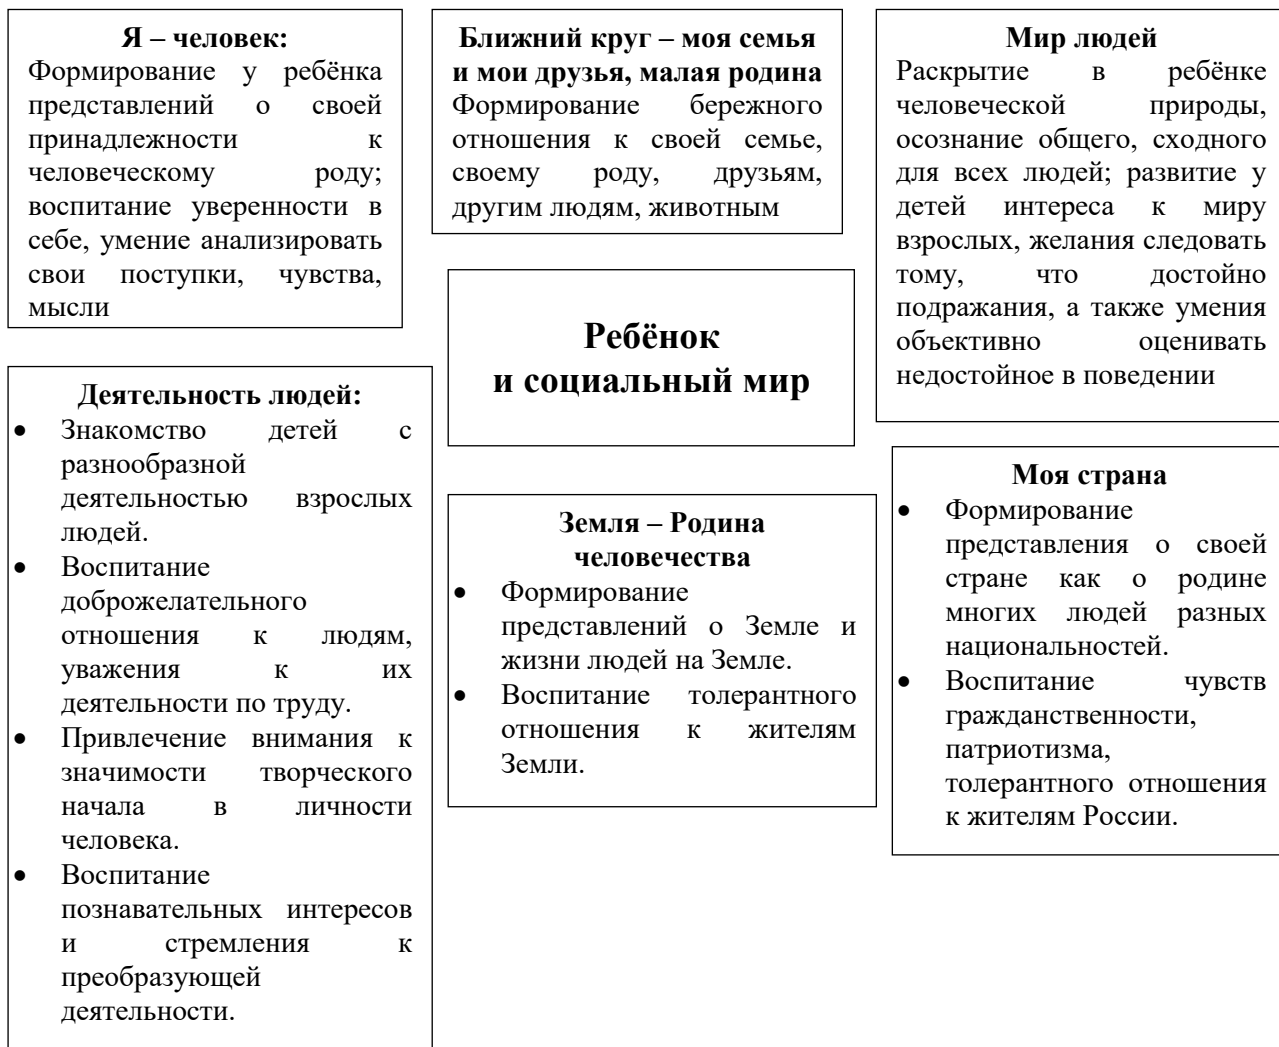 Я – человек:
Формирование у ребёнка
представлений о своей
принадлежности к
человеческому роду;
воспитание уверенности в
себе, умение анализировать
свои поступки, чувства,
мысли
Ближний круг – моя семья
и мои друзья, малая родина
Формирование бережного
отношения к своей семье,
своему роду, друзьям,
другим людям, животным
Мир людей
Раскрытие в ребёнке
человеческой природы,
осознание общего, сходного
для всех людей; развитие у
детей интереса к миру
взрослых, желания следовать
тому, что достойно
подражания, а также умения
объективно оценивать
недостойное в поведении
Ребёнок
и социальный мир
Деятельность людей:
• Знакомство детей с
разнообразной
деятельностью взрослых
людей.
• Воспитание
доброжелательного
отношения к людям,
уважения к их
деятельности по труду.
• Привлечение внимания к
значимости творческого
начала в личности
человека.
• Воспитание
познавательных интересов
и стремления к
преобразующей
деятельности.
Земля – Родина
человечества
• Формирование
представлений о Земле и
жизни людей на Земле.
• Воспитание толерантного
отношения к жителям
Земли.
Моя страна
• Формирование
представления о своей
стране как о родине
многих людей разных
национальностей.
• Воспитание чувств
гражданственности,
патриотизма,
толерантного отношения
к жителям России.